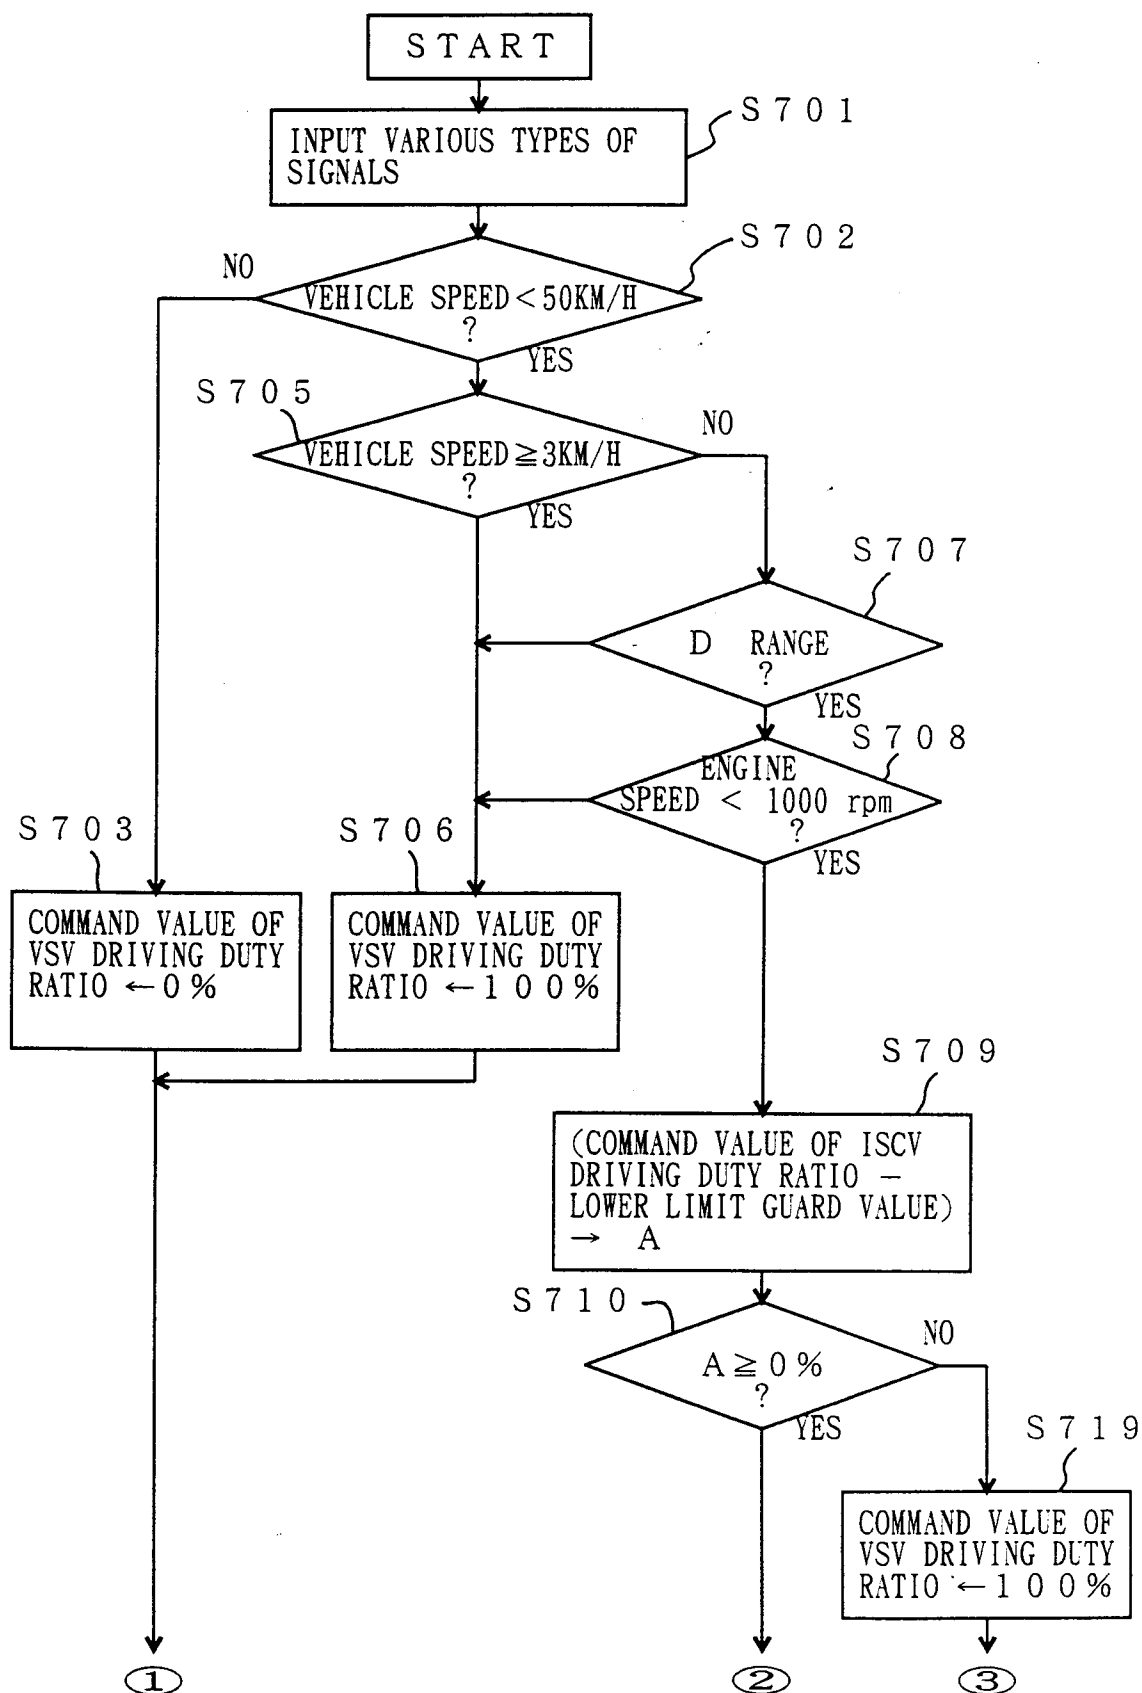 START
S701
INPUT VARIOUS TYPES OF
SIGNALS
S702
NO
VEHICLE SPEED<50KM/H
?
YES
S705
NO
VEHICLE SPEED≧3KM/H
?
YES
S707
D RANGE
?
YES
S708
ENGINE
SPEED < 1000 rpm
?
YES
S703
S706
COMMAND VALUE OF
VSV DRIVING DUTY
RATIO ←0%
COMMAND VALUE OF
VSV DRIVING DUTY
RATIO ←100%
S709
(COMMAND VALUE OF ISCV
DRIVING DUTY RATIO −
LOWER LIMIT GUARD VALUE)
→ A
S710
NO
A≧0%
?
YES
S719
COMMAND VALUE OF
VSV DRIVING DUTY
RATIO ←100%
①
②
③